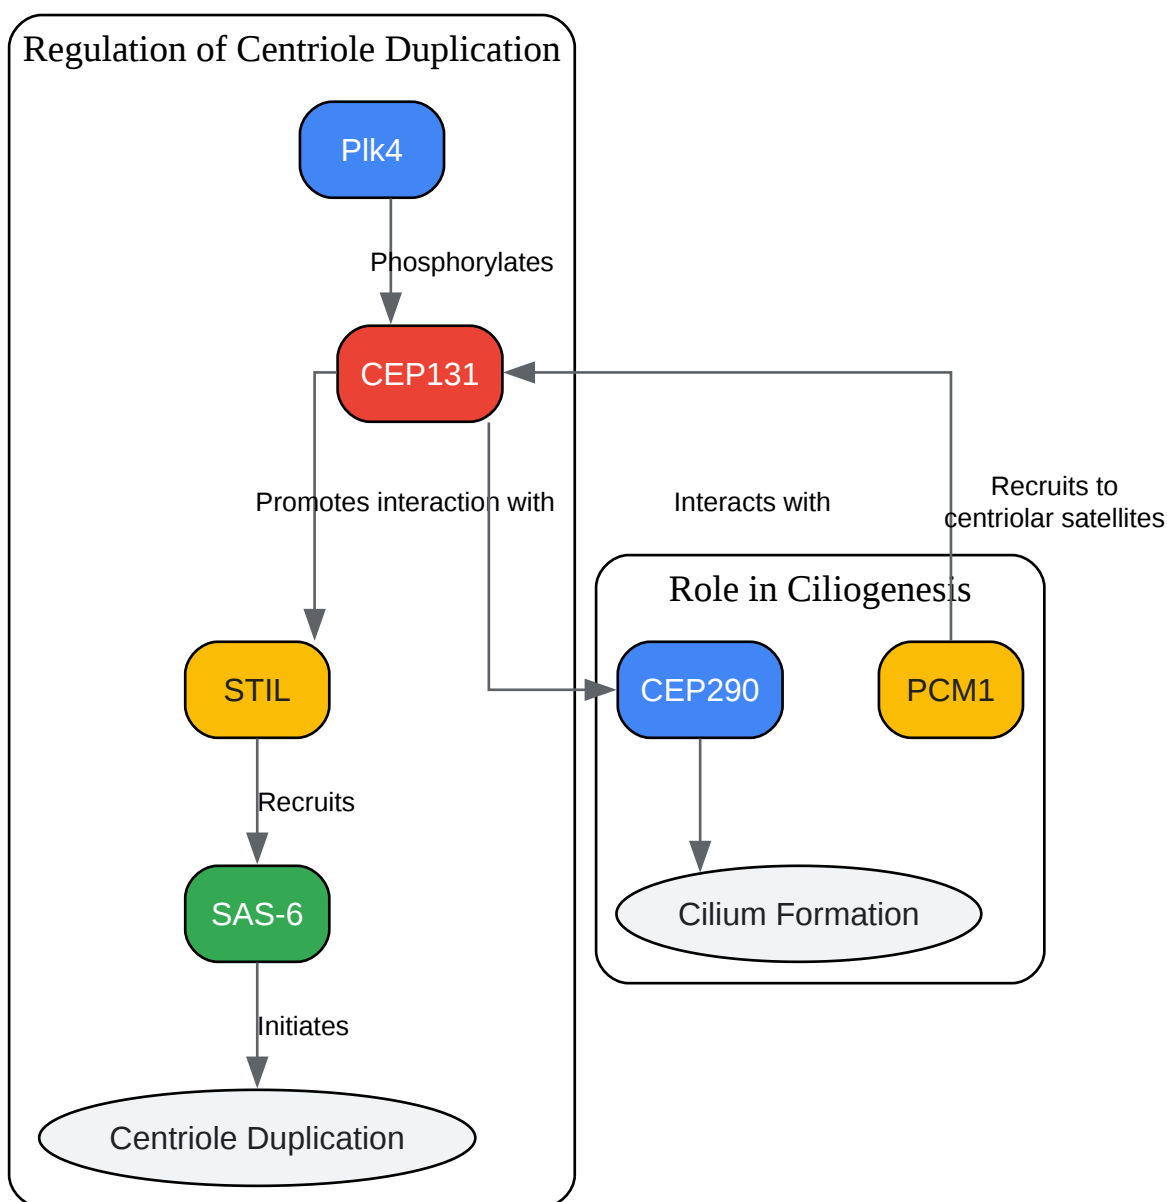 Regulation of Centriole Duplication
Plk4
Phosphorylates
CEP131
Promotes interaction with
Interacts with
Recruits to
centriolar satellites
Role in Ciliogenesis
STIL
CEP290
PCM1
Recruits
SAS-6
Cilium Formation
Initiates
Centriole Duplication